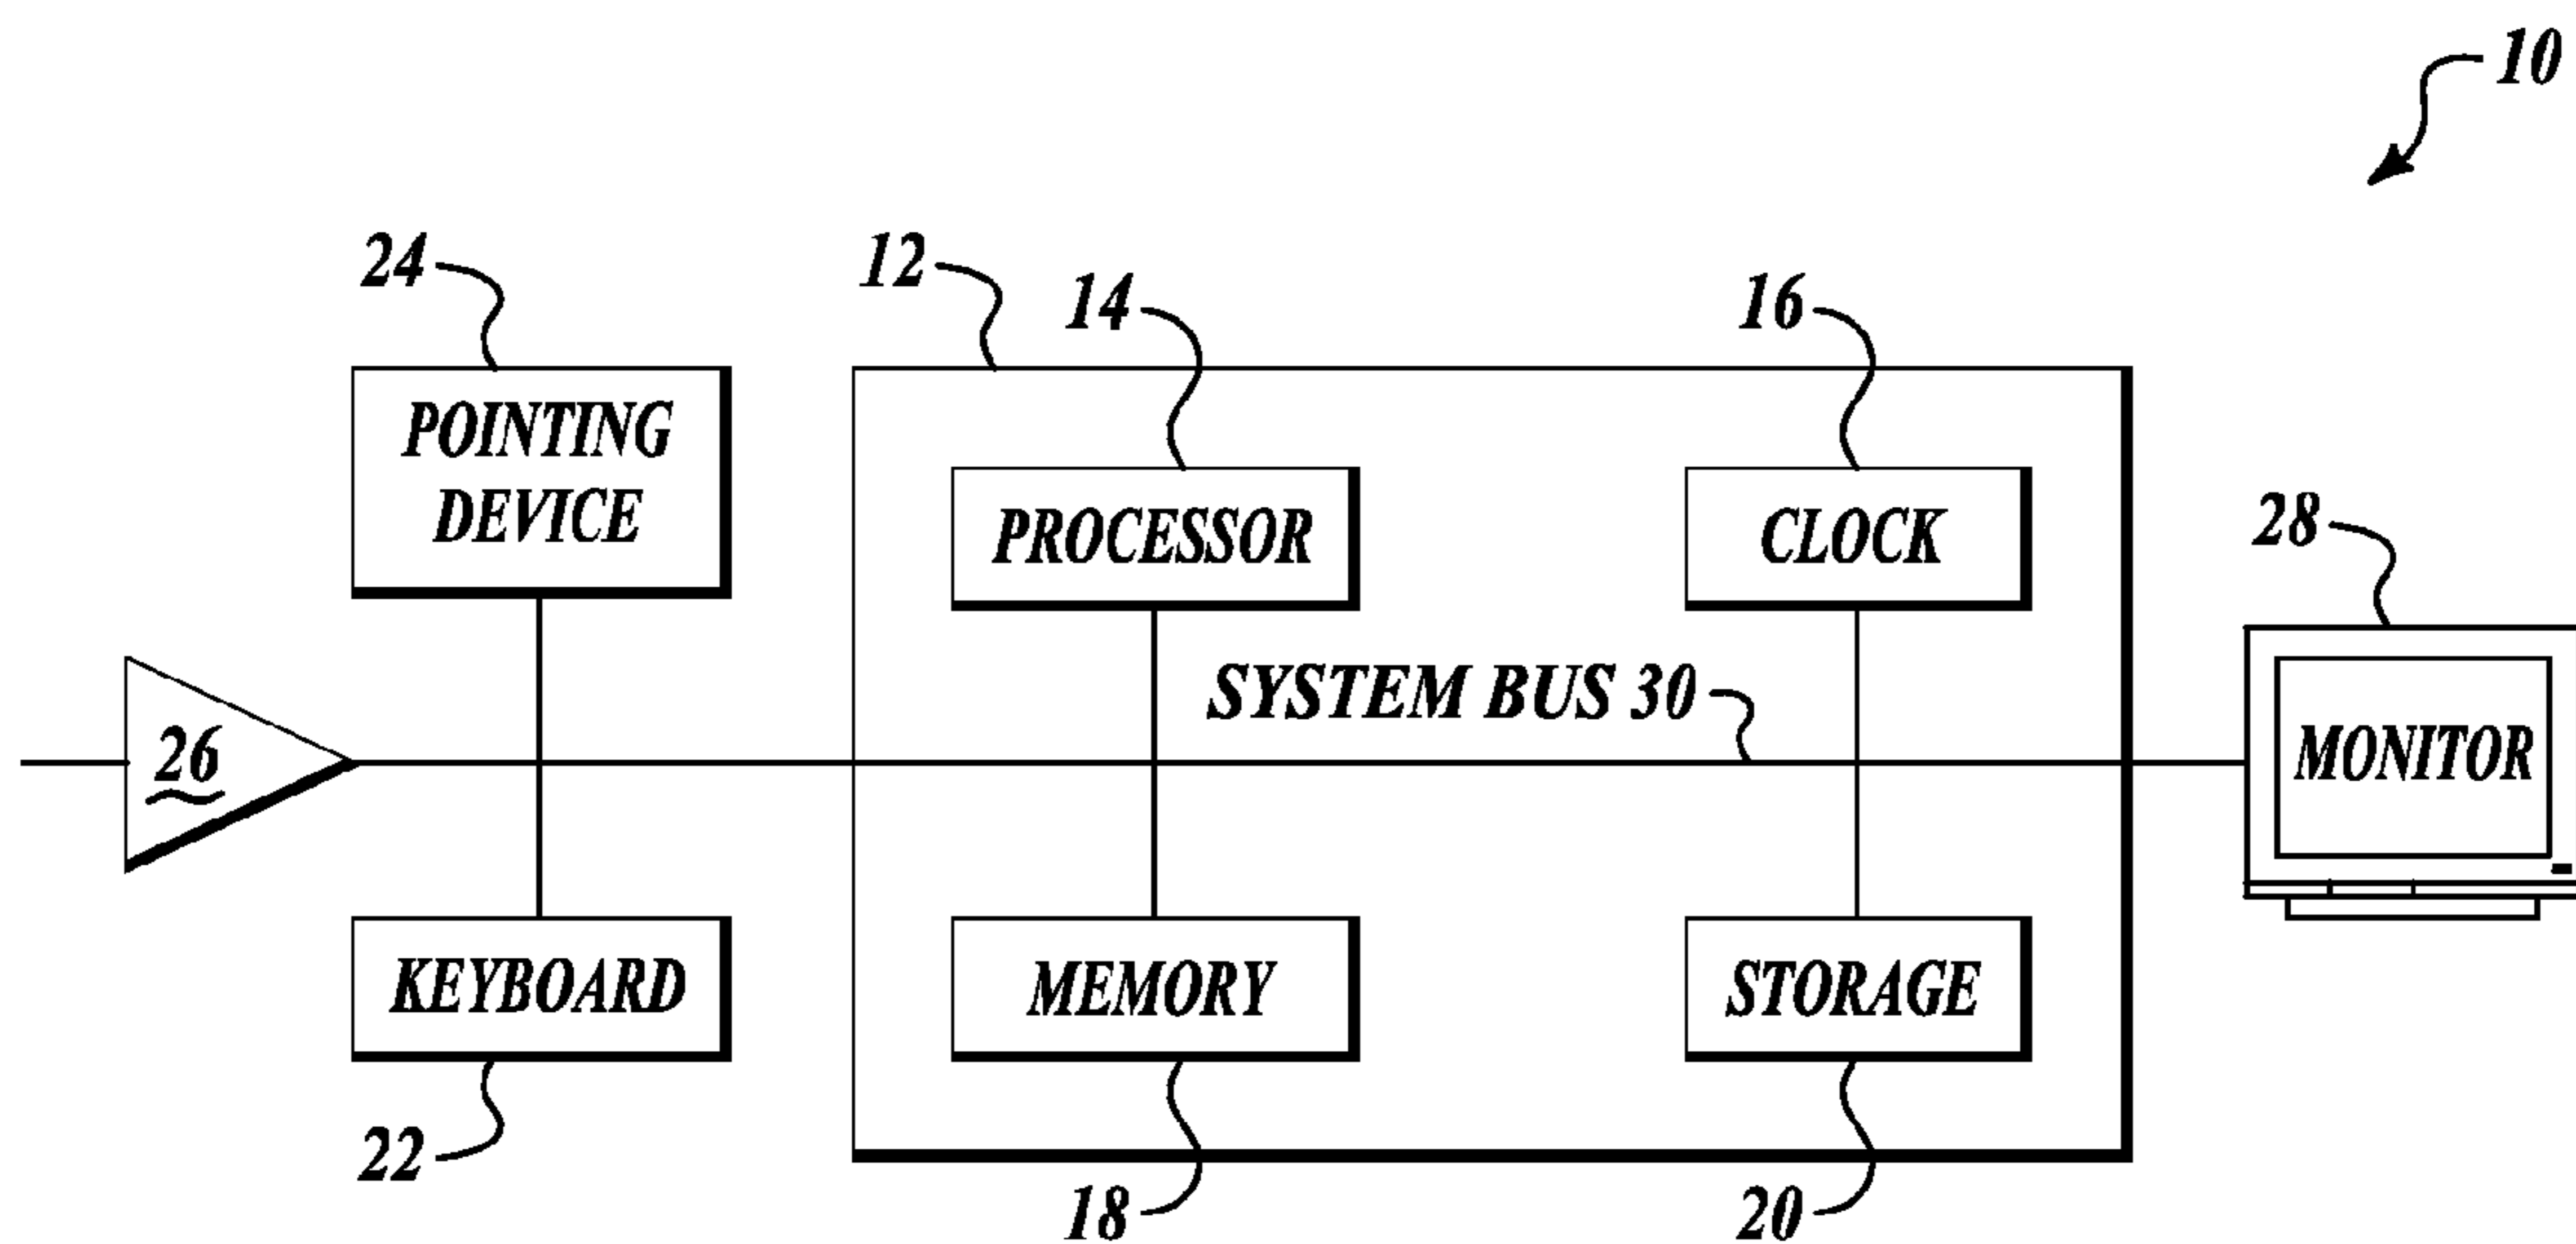 10
24
12
14
16
POINTING
DEVICE
PROCESSOR
CLOCK
28
SYSTEM BUS 30
26
MONITOR
KEYBOARD
MEMORY
STORAGE
22
18
20